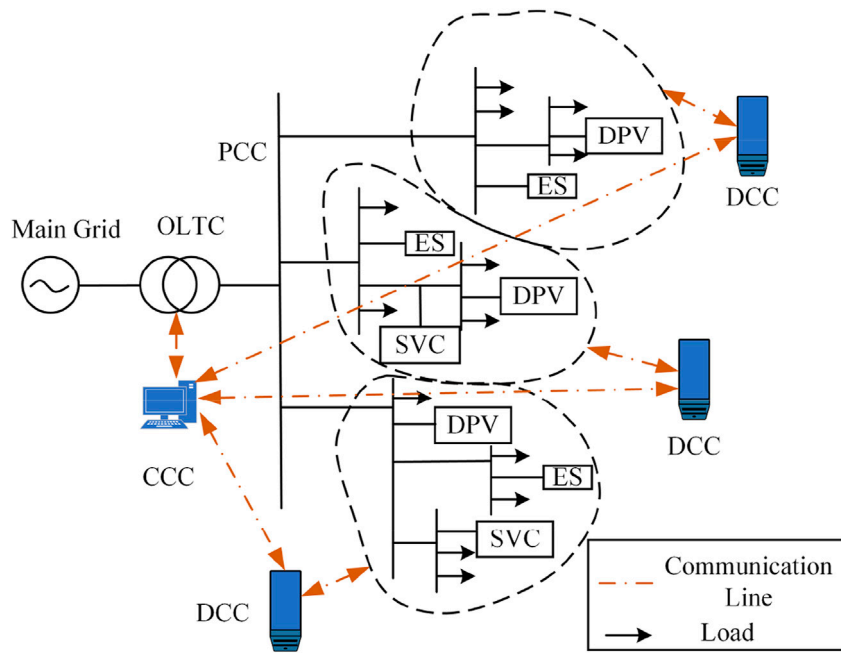 DPV
PCC
ES
DCC
Main Grid
OLTC
ES
DPV
SVC
DPV
DCC
CCC
ES
SVC
Communication
Line
DCC
Load